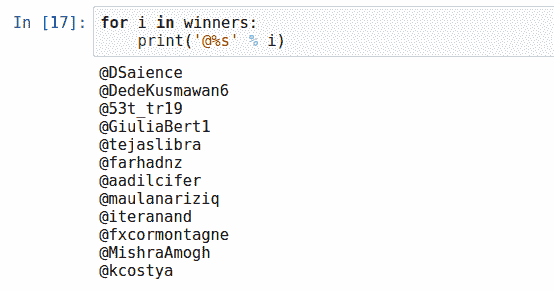 In [17]: for i in winners:
    print('@%s' % i)
@DSaience
@DedeKusmawan6
@53t_tr19
@GiuliaBert1
@tejaslibra
@farhadnz
@aadilcifer
@maulanariziq
@iteranand
@fxcormontagne
@MishraAmogh
@kcostya